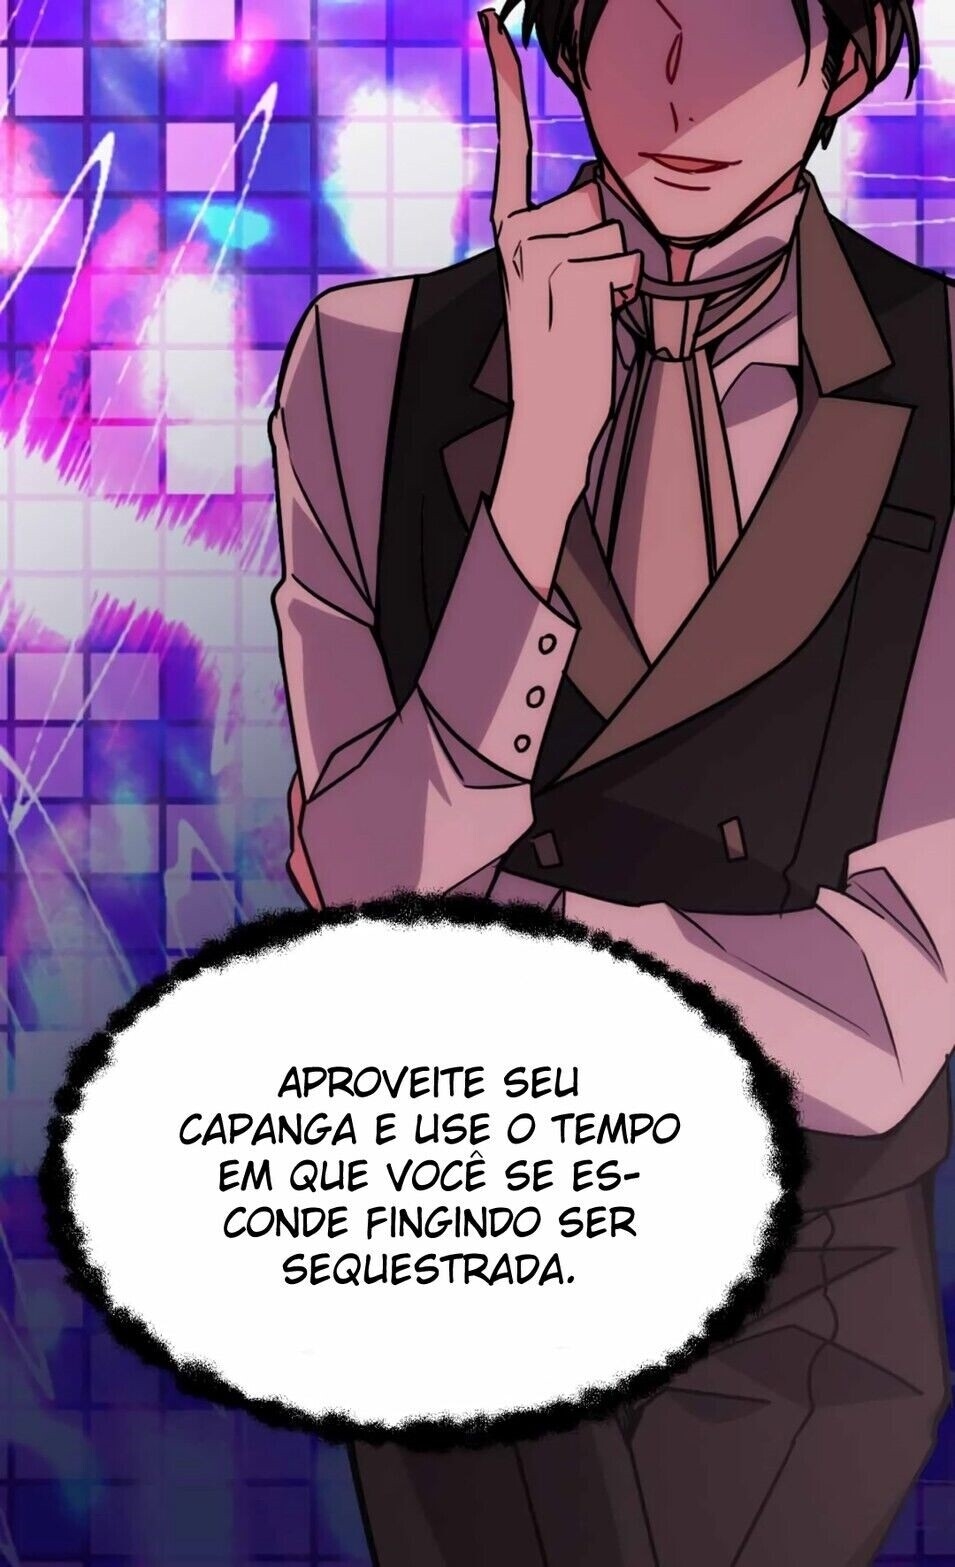 APROVEITE SEU
CAPANGA E USE O TEMPO
EM QUE VOCÊ SE ES-
CONDE FINGINDO SER
SEQUESTRADA.